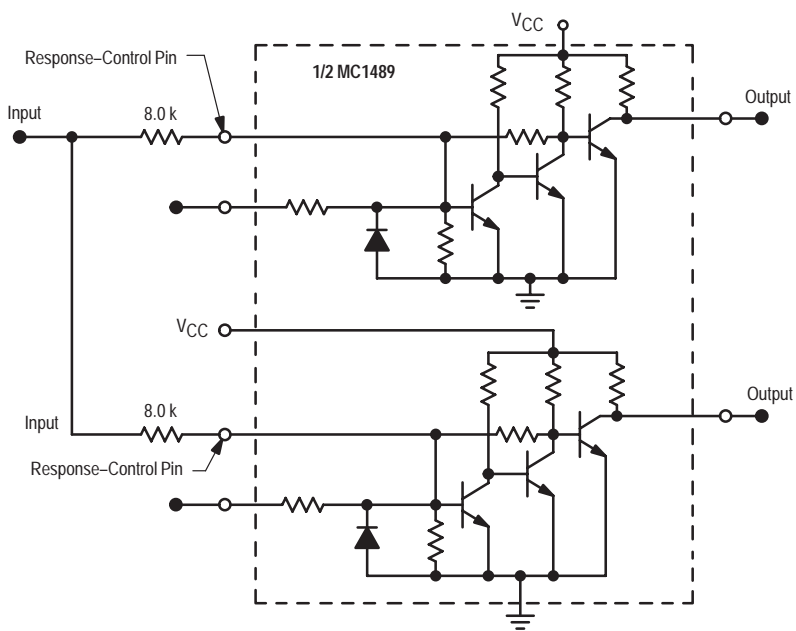 VCC
Response–Control Pin
1/2 MC1489
Input
8.0 k
Output
VCC
Output
Input
8.0 k
Response–Control Pin